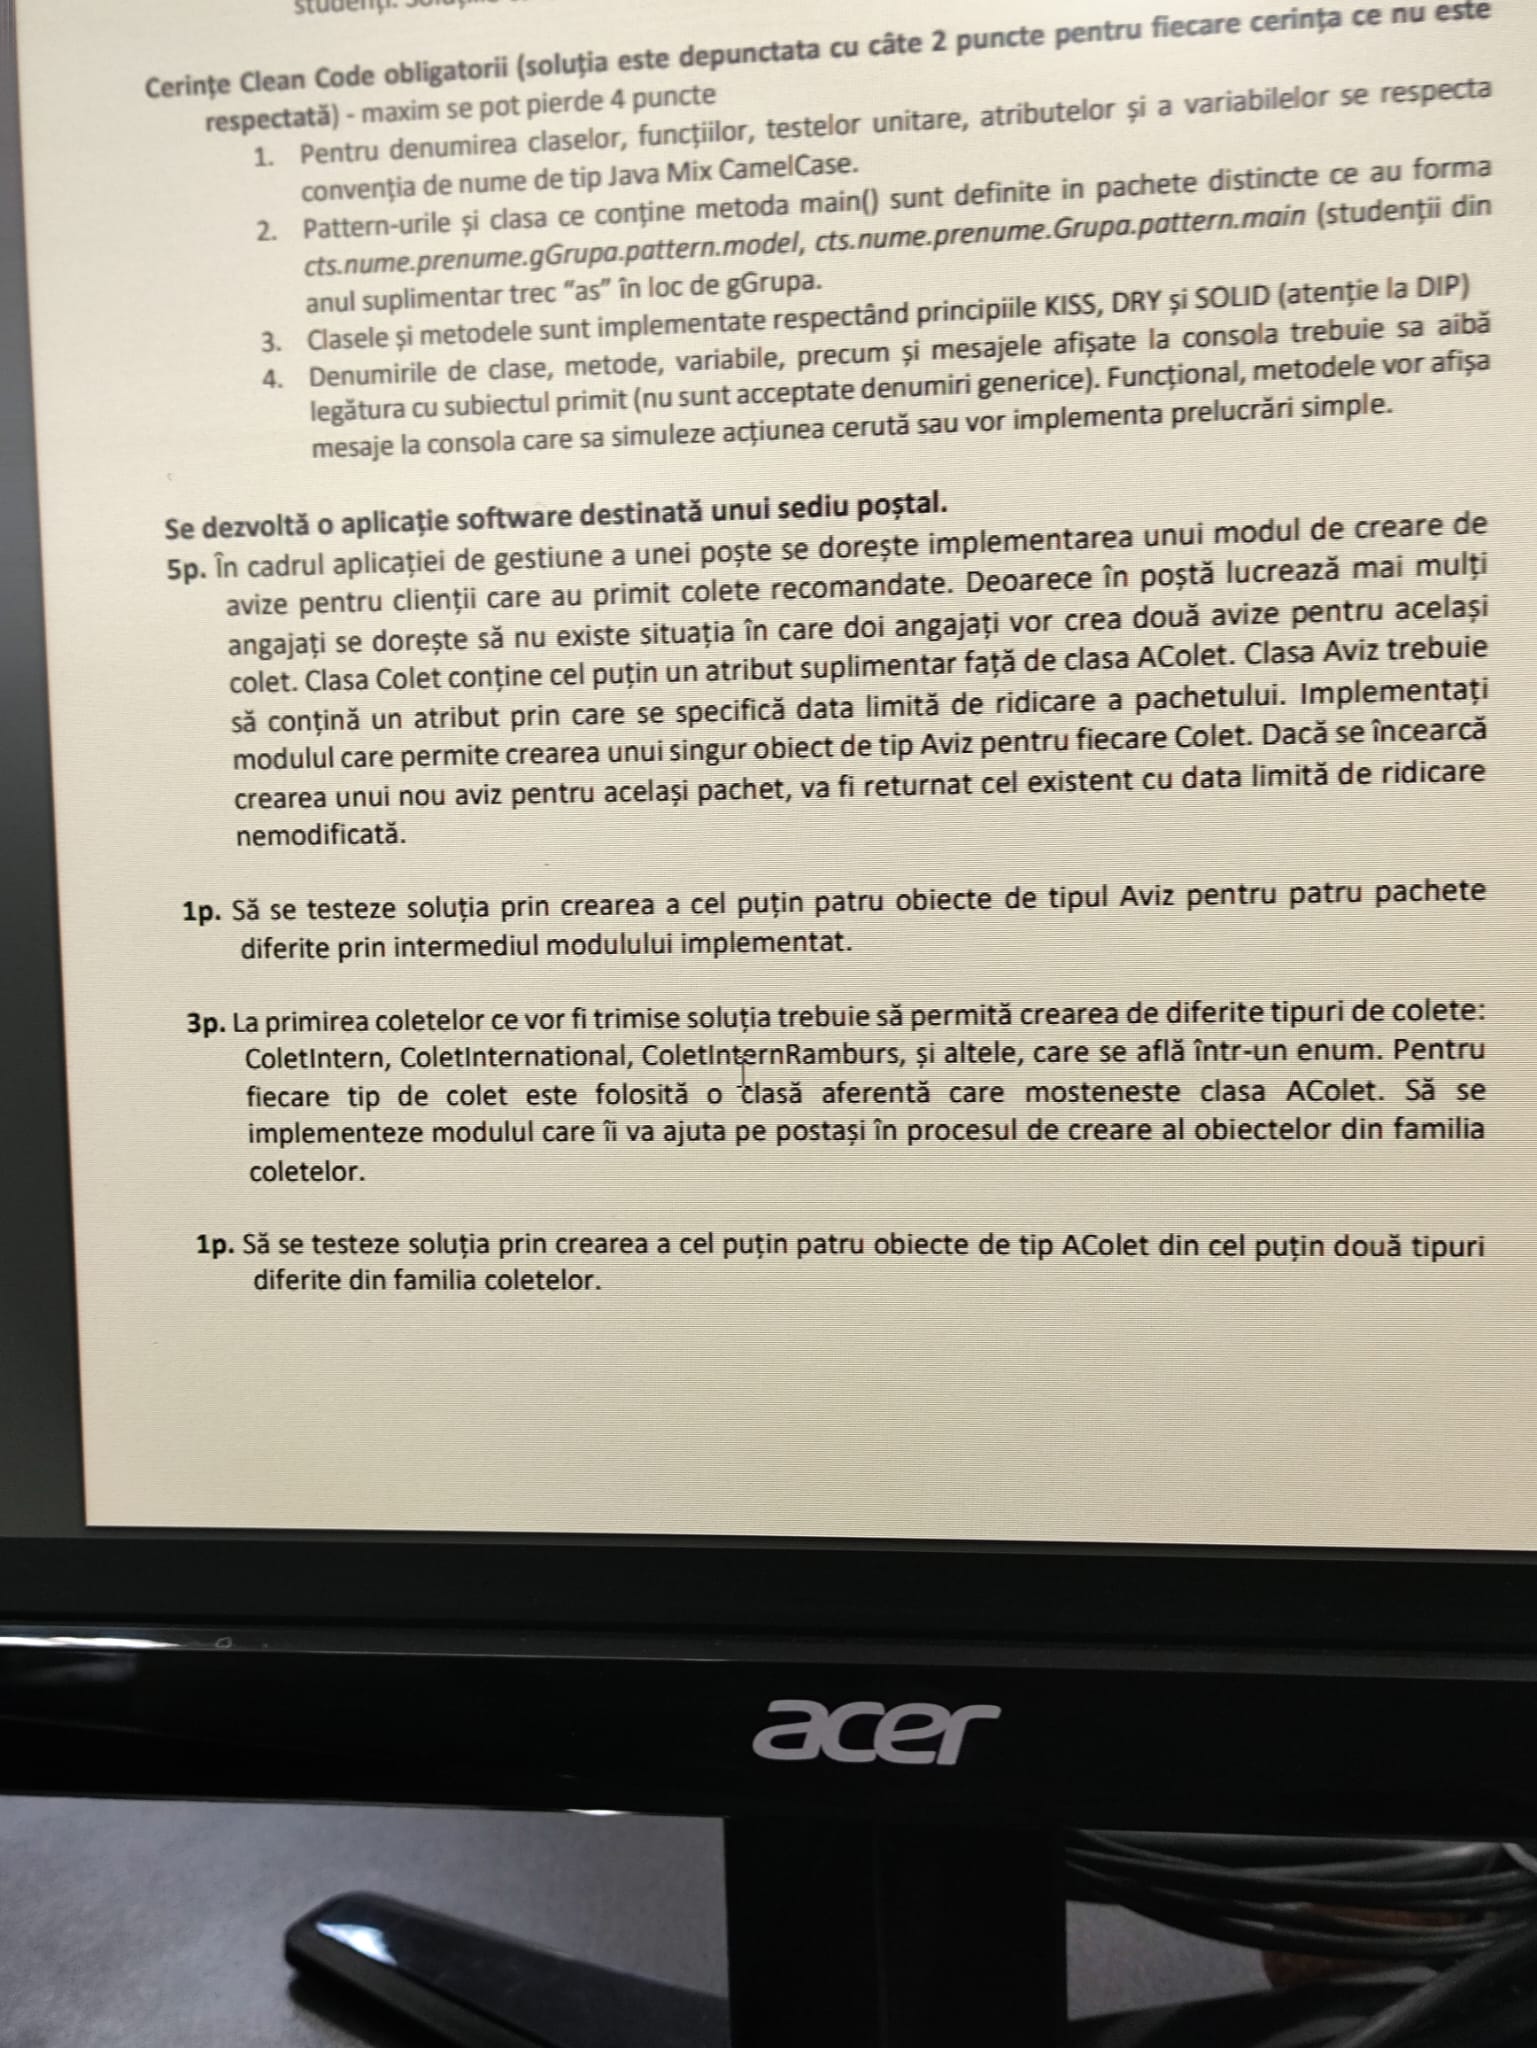 Cerințe Clean Code obligatorii (soluția este depunctata cu câte 2 puncte pentru fiecare cerința ce nu este
respectată) - maxim se pot pierde 4 puncte
1. Pentru denumirea claselor, funcțiilor, testelor unitare, atributelor și a variabilelor se respecta
convenția de nume de tip Java Mix CamelCase.
2. Pattern-urile și clasa ce conține metoda main() sunt definite in pachete distincte ce au forma
cts.nume.prenume.gGrupa.pattern.model, cts.nume.prenume.Grupa.pattern.main (studenții din
anul suplimentar trec “as” în loc de gGrupa.
3. Clasele și metodele sunt implementate respectând principiile KISS, DRY și SOLID (atenție la DIP)
4. Denumirile de clase, metode, variabile, precum și mesajele afișate la consola trebuie sa aibă
legătura cu subiectul primit (nu sunt acceptate denumiri generice). Funcțional, metodele vor afișa
mesaje la consola care sa simuleze acțiunea cerută sau vor implementa prelucrări simple.
Se dezvoltă o aplicație software destinată unui sediu poștal.
5p. În cadrul aplicației de gestiune a unei poște se dorește implementarea unui modul de creare de
avize pentru clienții care au primit colete recomandate. Deoarece în poștă lucrează mai mulți
angajați se dorește să nu existe situația în care doi angajați vor crea două avize pentru același
colet. Clasa Colet conține cel puțin un atribut suplimentar față de clasa AColet. Clasa Aviz trebuie
să conțină un atribut prin care se specifică data limită de ridicare a pachetului. Implementați
modulul care permite crearea unui singur obiect de tip Aviz pentru fiecare Colet. Dacă se încearcă
crearea unui nou aviz pentru același pachet, va fi returnat cel existent cu data limită de ridicare
nemodificată.
1p. Să se testeze soluția prin crearea a cel puțin patru obiecte de tipul Aviz pentru patru pachete
diferite prin intermediul modulului implementat.
3p. La primirea coletelor ce vor fi trimise soluția trebuie să permită crearea de diferite tipuri de colete:
ColetIntern, ColetInternational, ColetInternRamburs, și altele, care se află într-un enum. Pentru
fiecare tip de colet este folosită o clasă aferentă care mosteneste clasa AColet. Să se
implementeze modulul care îi va ajuta pe postași în procesul de creare al obiectelor din familia
coletelor.
1p. Să se testeze soluția prin crearea a cel puțin patru obiecte de tip AColet din cel puțin două tipuri
diferite din familia coletelor.
acer